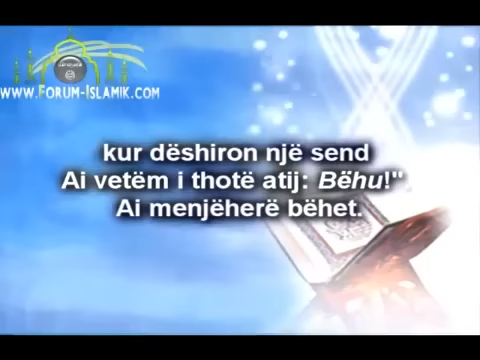 www.Forum-Islamik.com
kur dëshiron një send
Ai vetëm i thotë atij: Bëhu!"
Ai menjëherë bëhet.